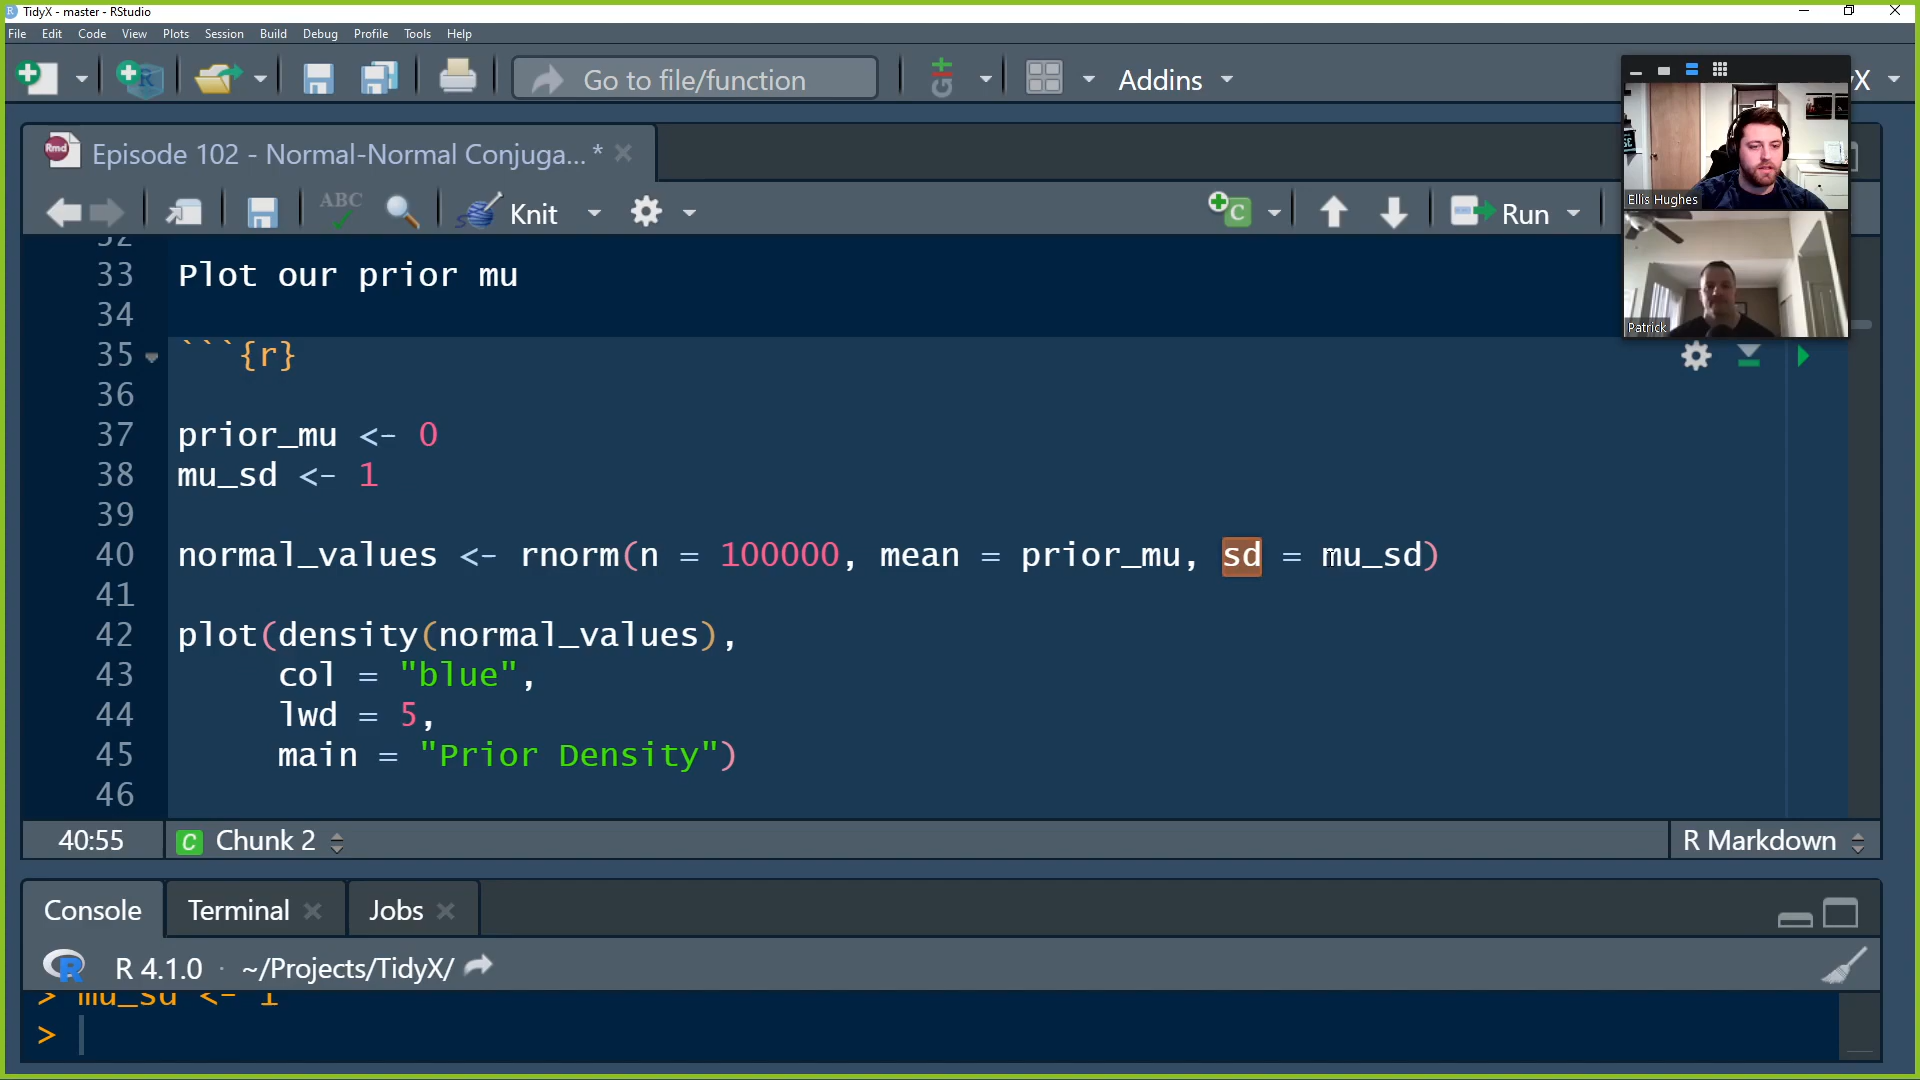 TidyX - master - RStudio
File Edit Code View Plots Session Build Debug Profile Tools Help
Go to file/function
Addins
Episode 102 - Normal-Normal Conjuga... *
ABC
Knit
Run
Ellis Hughes
Patrick
33 Plot our prior mu
34
35 ```{r}
36
37 prior_mu <- 0
38 mu_sd <- 1
39
40 normal_values <- rnorm(n = 100000, mean = prior_mu, sd = mu_sd)
41
42 plot(density(normal_values),
43 col = "blue",
44 lwd = 5,
45 main = "Prior Density")
46
40:55 C Chunk 2 R Markdown
Console Terminal Jobs
R 4.1.0 · ~/Projects/TidyX/
> mu_sd <- 1
>